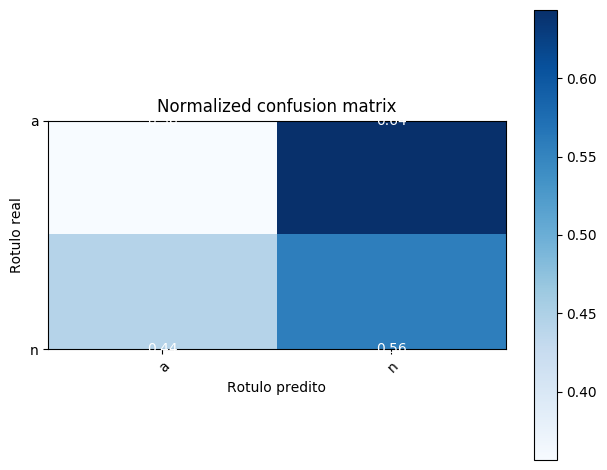 Normalized confusion matrix
a
0.64
Rotulo real
n
0.44
0.56
a
n
Rotulo predito
0.60
0.55
0.50
0.45
0.40